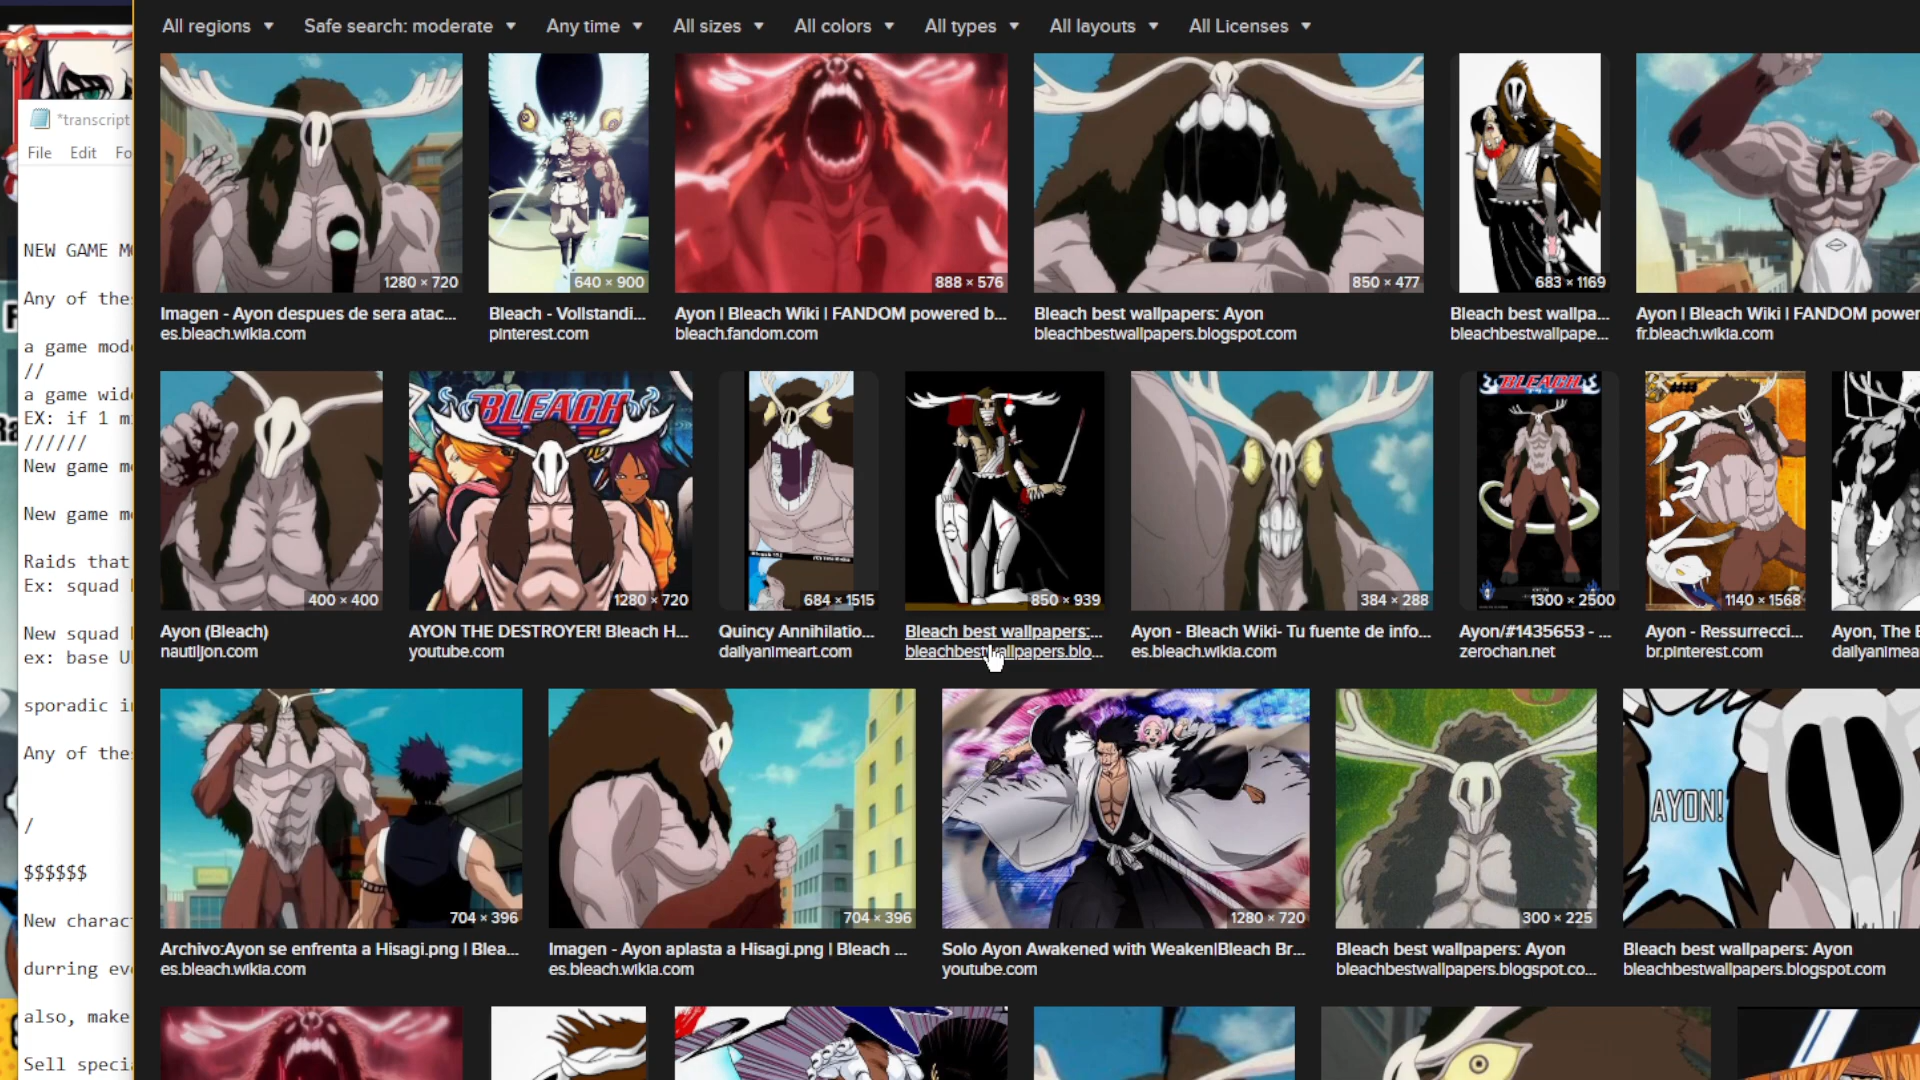 All regions Safe search: moderate Any time All sizes All colors All types All layouts All Licenses
*transcript
File Edit Fo
NEW GAME M
Any of the
a game mod
//
a game wid
EX: if 1 m
//////
New game m
New game m
Raids that
Ex: squad
New squad
ex: base U
sporadic i
Any of the
/
$$$$$$
New charac
durring ev
also, make
Sell speci
1280 × 720
640 × 900
888 × 576
850 × 477
683 × 1169
Imagen - Ayon despues de sera atac...
es.bleach.wikia.com
Bleach - Vollstandi...
pinterest.com
Ayon | Bleach Wiki | FANDOM powered b...
bleach.fandom.com
Bleach best wallpapers: Ayon
bleachbestwallpapers.blogspot.com
Bleach best wallpa...
bleachbestwallpape...
Ayon | Bleach Wiki | FANDOM power
fr.bleach.wikia.com
BLEACH
BLEACH
アヨン
400 × 400
1280 × 720
684 × 1515
850 × 939
384 × 288
1300 × 2500
1140 × 1568
Ayon (Bleach)
nautiljon.com
AYON THE DESTROYER! Bleach H...
youtube.com
Quincy Annihilatio...
dailyanimeart.com
Bleach best wallpapers:...
bleachbestwallpapers.blo...
Ayon - Bleach Wiki- Tu fuente de info...
es.bleach.wikia.com
Ayon/#1435653 - ...
zerochan.net
Ayon - Ressurrecci...
br.pinterest.com
Ayon, The E
dailyanimea
AYON!
704 × 396
704 × 396
1280 × 720
300 × 225
Archivo:Ayon se enfrenta a Hisagi.png | Blea...
es.bleach.wikia.com
Imagen - Ayon aplasta a Hisagi.png | Bleach ...
es.bleach.wikia.com
Solo Ayon Awakened with Weaken|Bleach Br...
youtube.com
Bleach best wallpapers: Ayon
bleachbestwallpapers.blogspot.co...
Bleach best wallpapers: Ayon
bleachbestwallpapers.blogspot.com